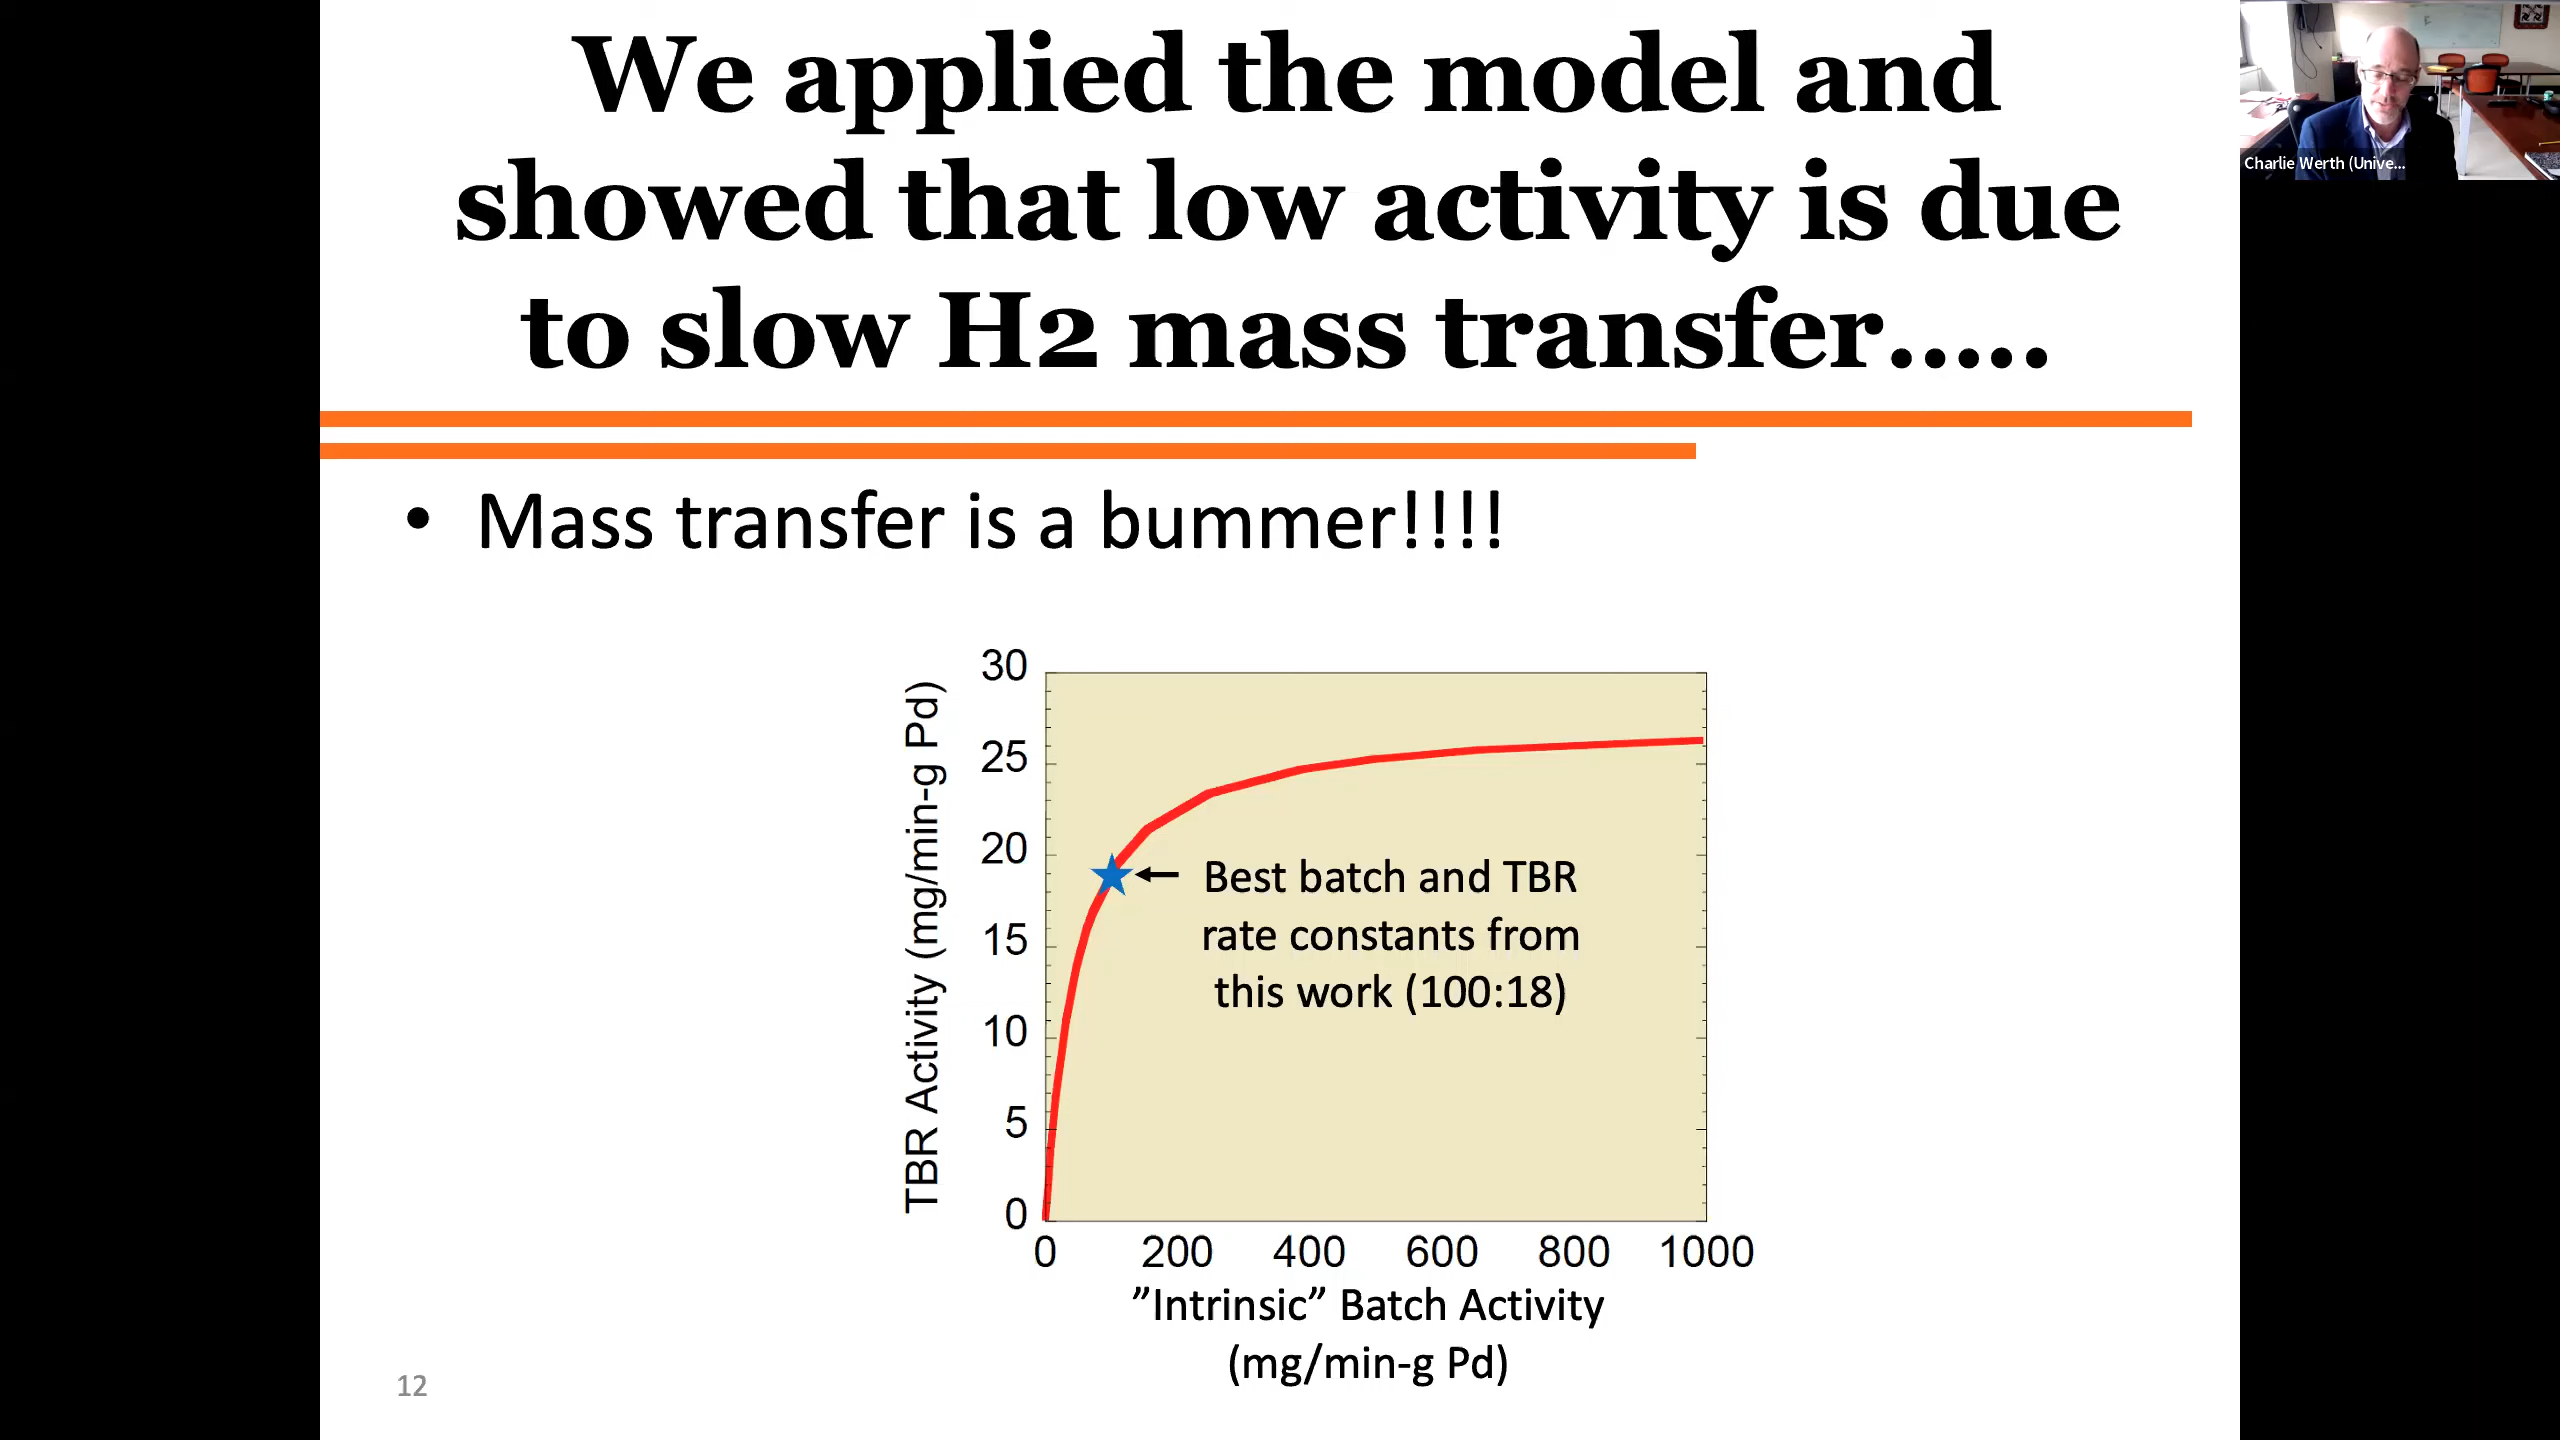 We applied the model and
showed that low activity is due
to slow H2 mass transfer.....
Charlie Werth (Unive...
• Mass transfer is a bummer!!!!
30
25
20
15
10
5
0
TBR Activity (mg/min-g Pd)
Best batch and TBR
rate constants from
this work (100:18)
0 200 400 600 800 1000
”Intrinsic” Batch Activity
(mg/min-g Pd)
12